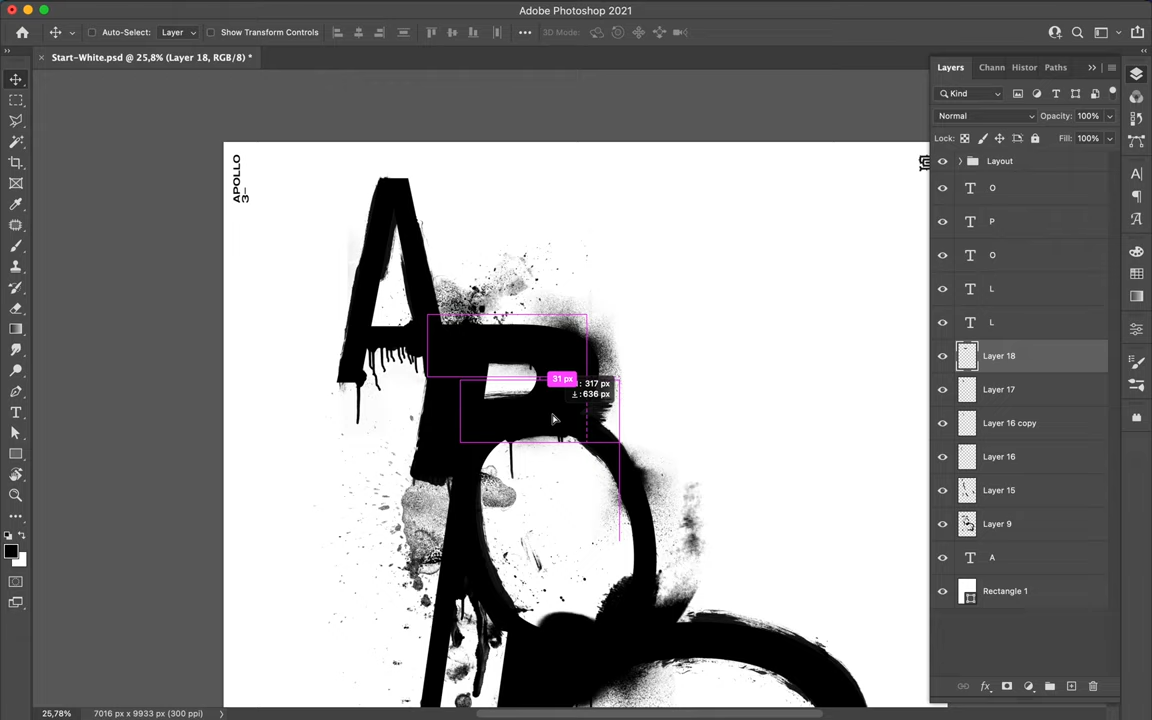 Adobe Photoshop 2021
Auto-Select: Layer Show Transform Controls 3D Mode:
Start-White.psd @ 25,8% (Layer 18, RGB/8) *
Layers Chann Histor Paths
Kind
Normal Opacity: 100%
Lock: Fill: 100%
Layout
T O
T P
T O
T L
T L
Layer 18
Layer 17
Layer 16 copy
Layer 16
Layer 15
Layer 9
T A
Rectangle 1
fx
APOLLO
3–
A
P
O
31 px
: 317 px
: 636 px
25,78% 7016 px x 9933 px (300 ppi)